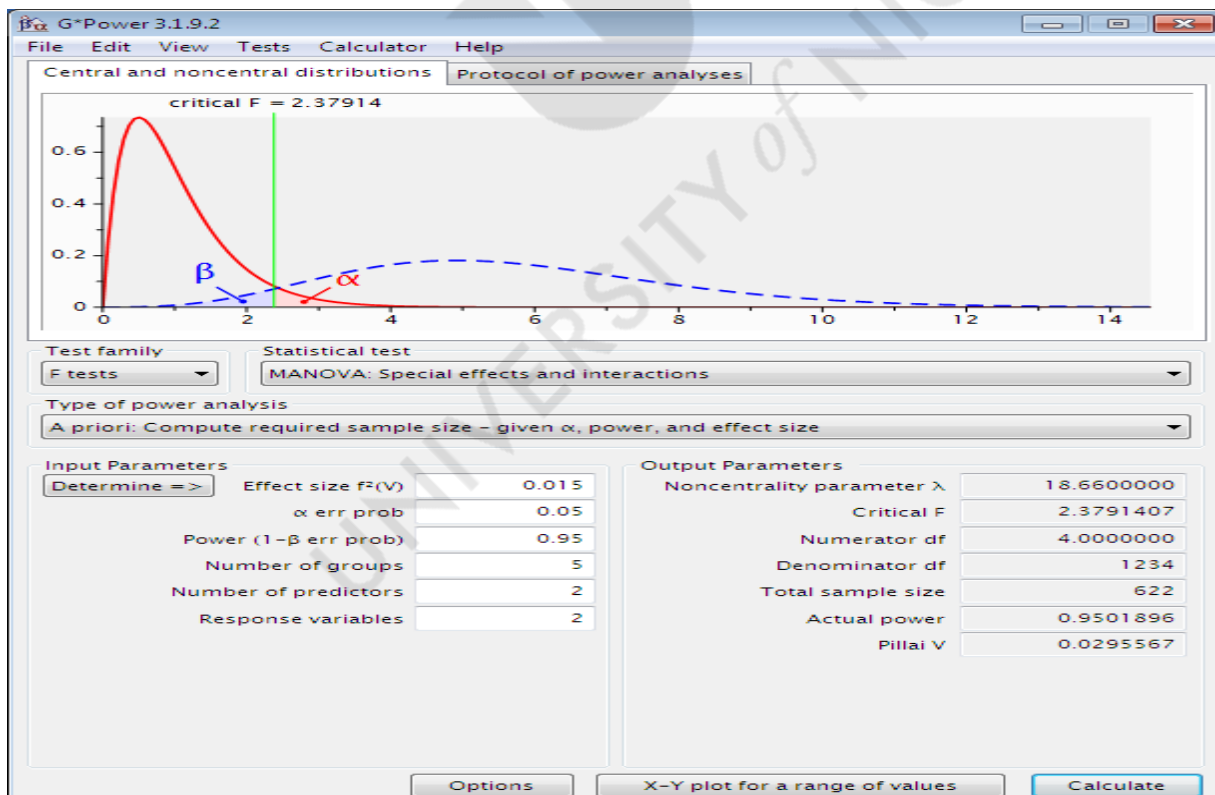 βα G*Power 3.1.9.2
File Edit View Tests Calculator Help
Central and noncentral distributions Protocol of power analyses
critical F = 2.37914
0.6
0.4
0.2
0
β α
0 2 4 6 8 10 12 14
Test family Statistical test
F tests MANOVA: Special effects and interactions
Type of power analysis
A priori: Compute required sample size – given α, power, and effect size
Input Parameters Output Parameters
Determine => Effect size f²(V) 0.015 Noncentrality parameter λ 18.6600000
α err prob 0.05 Critical F 2.3791407
Power (1-β err prob) 0.95 Numerator df 4.0000000
Number of groups 5 Denominator df 1234
Number of predictors 2 Total sample size 622
Response variables 2 Actual power 0.9501896
Pillai V 0.0295567
Options X-Y plot for a range of values Calculate
UNIVERSITY of